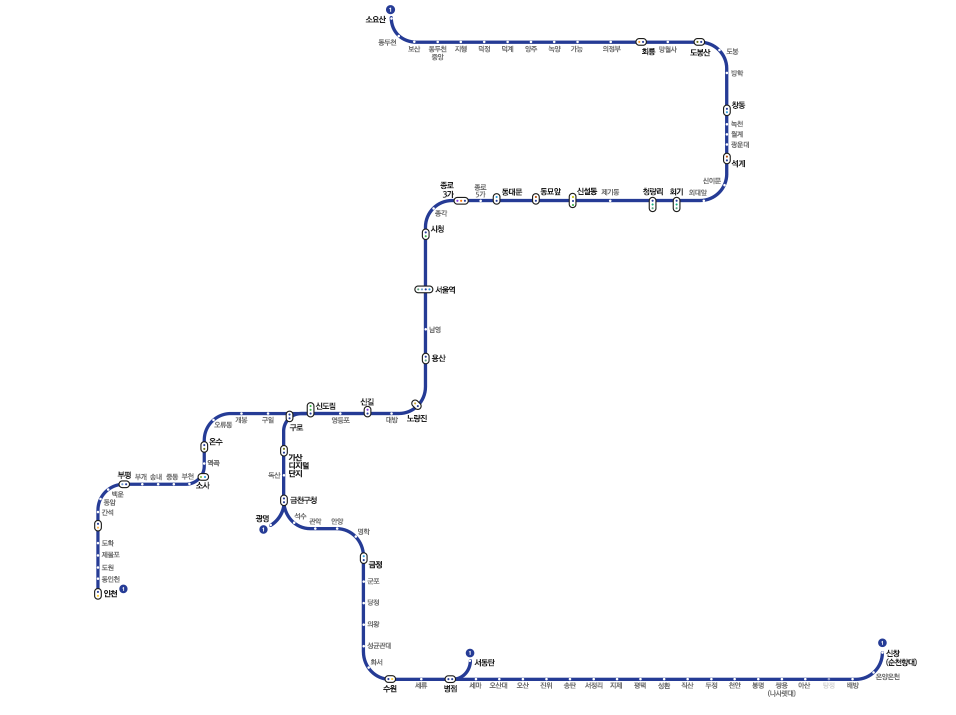 1
소요산
동두천
보산
동두천
중앙
지행
덕정
덕계
양주
녹양
가능
의정부
회룡
망월사
도봉산
도봉
방학
창동
녹천
월계
광운대
석계
신이문
외대앞
회기
청량리
제기동
신설동
동묘앞
동대문
종로
5가
종로
3가
종각
시청
서울역
남영
용산
노량진
대방
신길
영등포
신도림
구로
구일
개봉
오류동
온수
역곡
소사
부천
중동
송내
부개
부평
백운
동암
간석
도화
제물포
도원
동인천
인천
1
가산
디지털
단지
독산
금천구청
광명
1
석수
관악
안양
명학
금정
군포
당정
의왕
성균관대
화서
수원
세류
병점
서동탄
1
세마
오산대
오산
진위
송탄
서정리
지제
평택
성환
직산
두정
천안
봉명
쌍용
(나사렛대)
아산
탕정
배방
온양온천
신창
(순천향대)
1